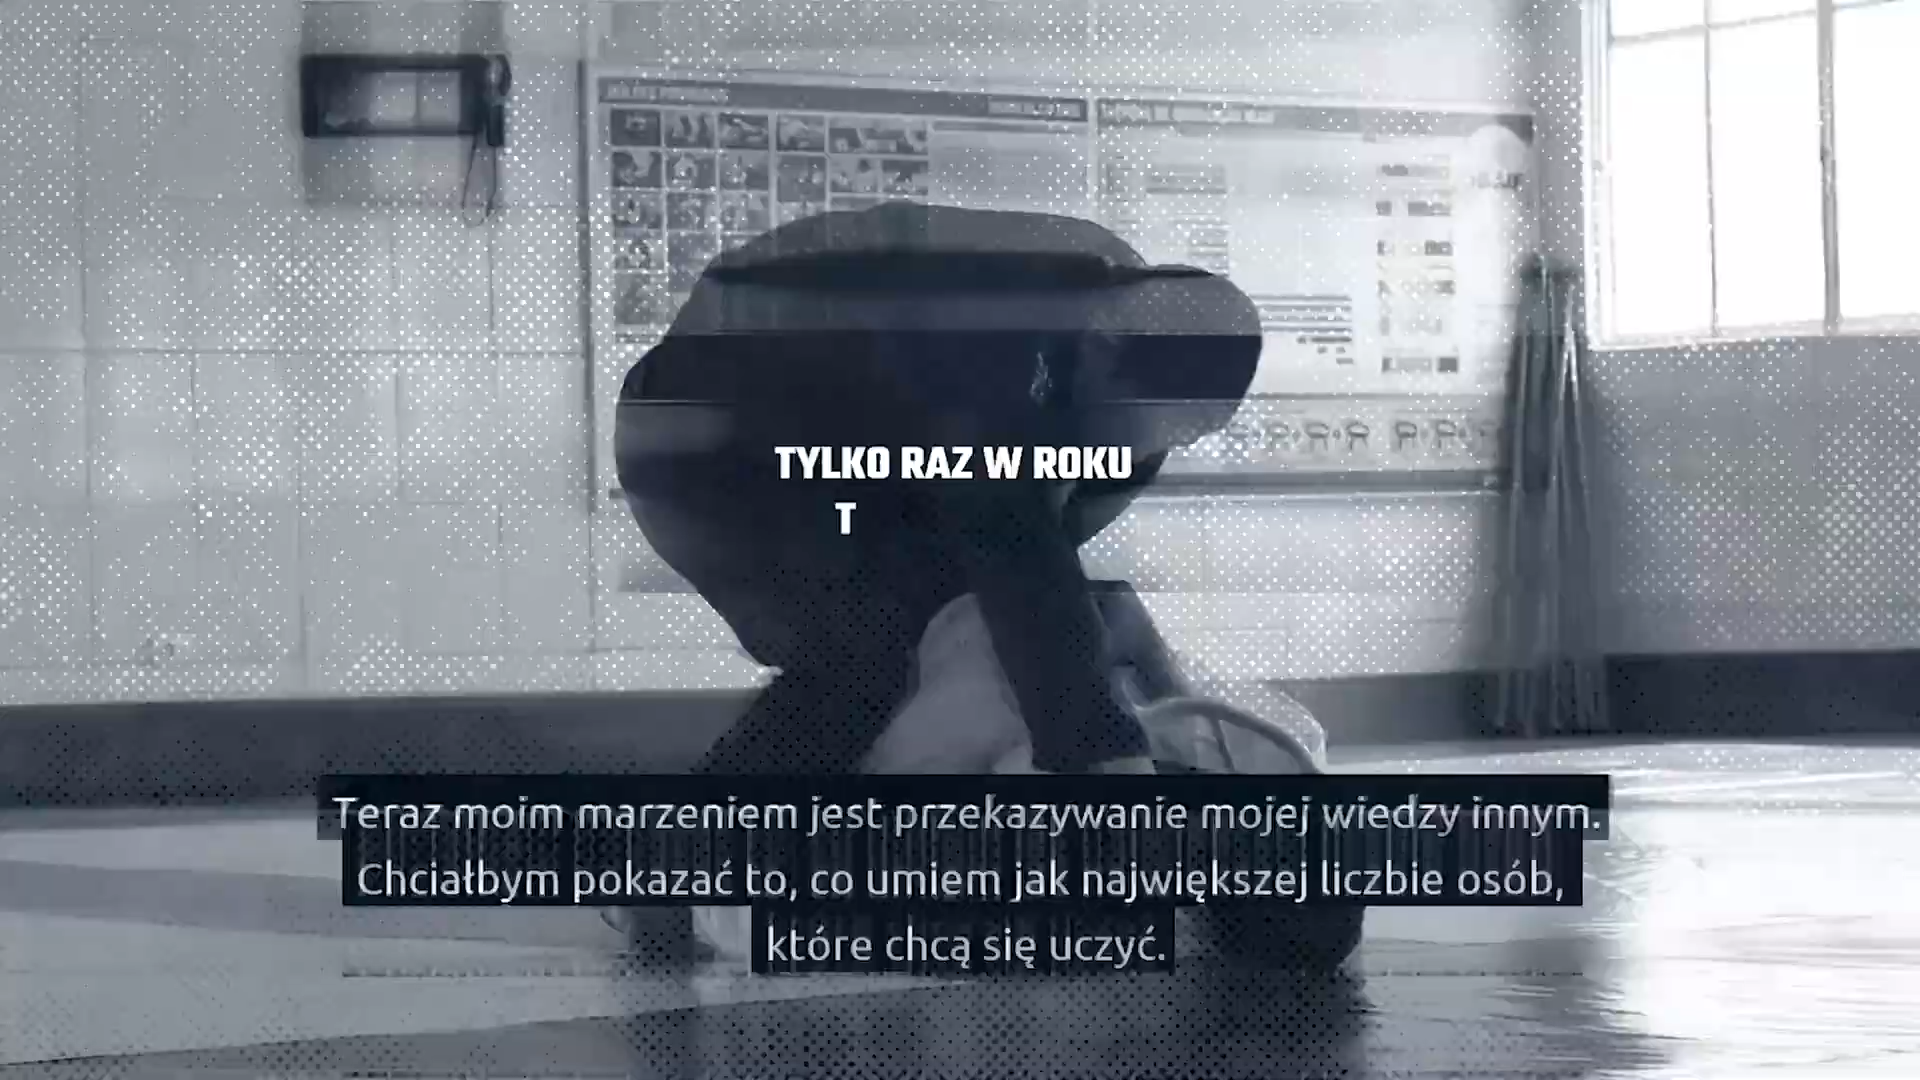 TYLKO RAZ W ROKU
T
Teraz moim marzeniem jest przekazywanie mojej wiedzy innym.
Chciałbym pokazać to, co umiem jak największej liczbie osób,
które chcą się uczyć.